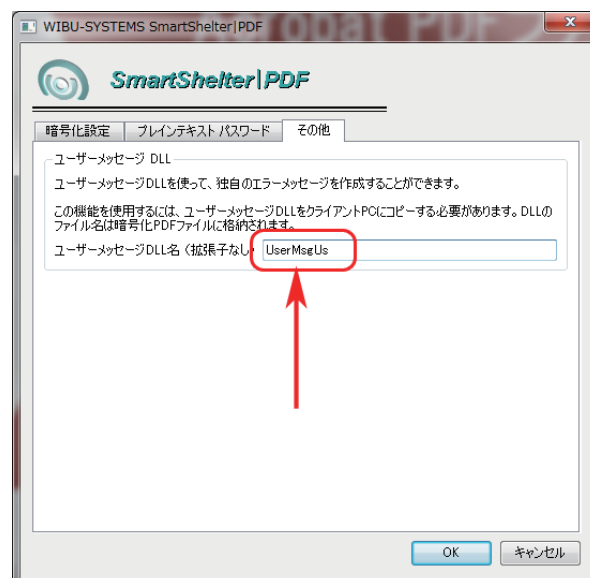 WIBU-SYSTEMS SmartShelter|PDF
SmartShelter|PDF
暗号化設定
プレインテキスト パスワード
その他
ユーザーメッセージ DLL
ユーザーメッセージDLLを使って、独自のエラーメッセージを作成することができます。
この機能を使用するには、ユーザーメッセージDLLをクライアントPCにコピーする必要があります。DLLの
ファイル名は暗号化PDFファイルに格納されます。
ユーザーメッセージDLL名 (拡張子なし
UserMsgUs
OK
キャンセル